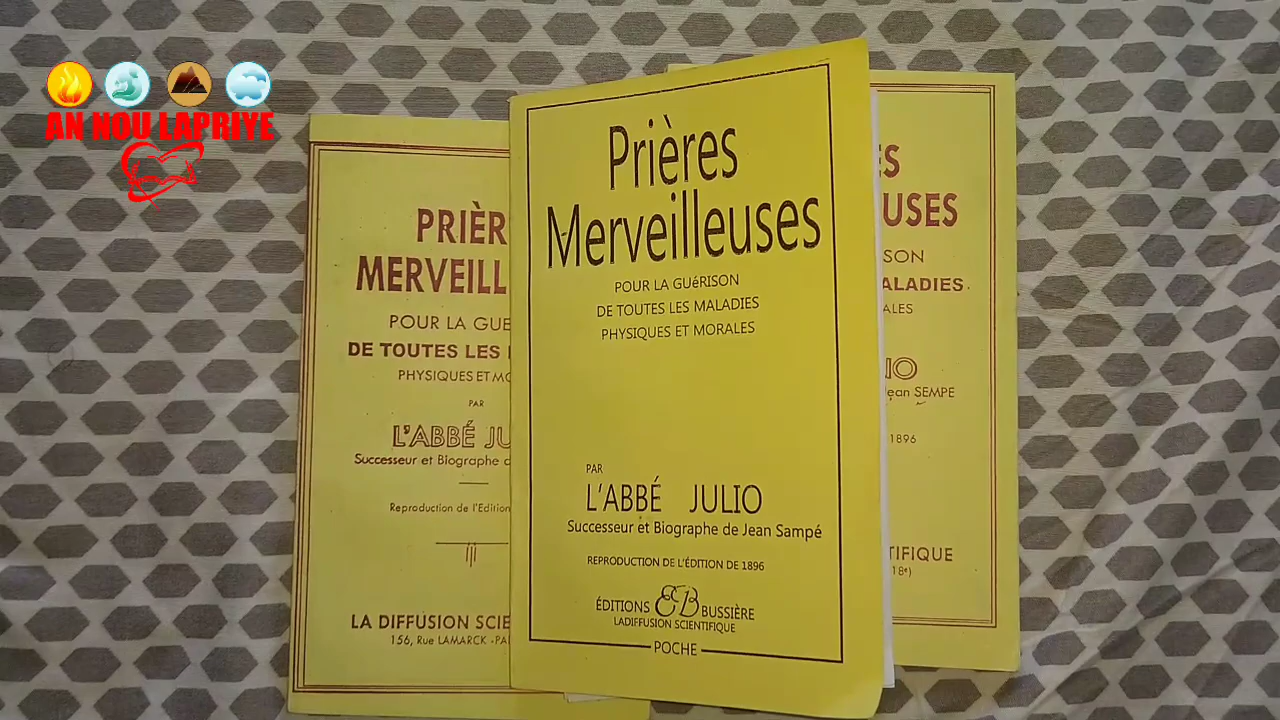 AN NOU LAPRIYE
PRIÈR
MERVEILL
POUR LA GUE
DE TOUTES LES
PHYSIQUES ET MO
PAR
L'ABBÉ JU
Successeur et Biographe d
Reproduction de l'Edition
LA DIFFUSION SCIE
156, Rue LAMARCK - PA
Prières
Merveilleuses
POUR LA GUéRISON
DE TOUTES LES MALADIES
PHYSIQUES ET MORALES
PAR
L'ABBÉ JULIO
Successeur et Biographe de Jean Sampé
REPRODUCTION DE L'ÉDITION DE 1896
ÉDITIONS EB BUSSIÈRE
LADIFFUSION SCIENTIFIQUE
POCHE
ES
USES
SON
ALADIES
ALES
IO
Jean SEMPE
1896
TIFIQUE
18e)